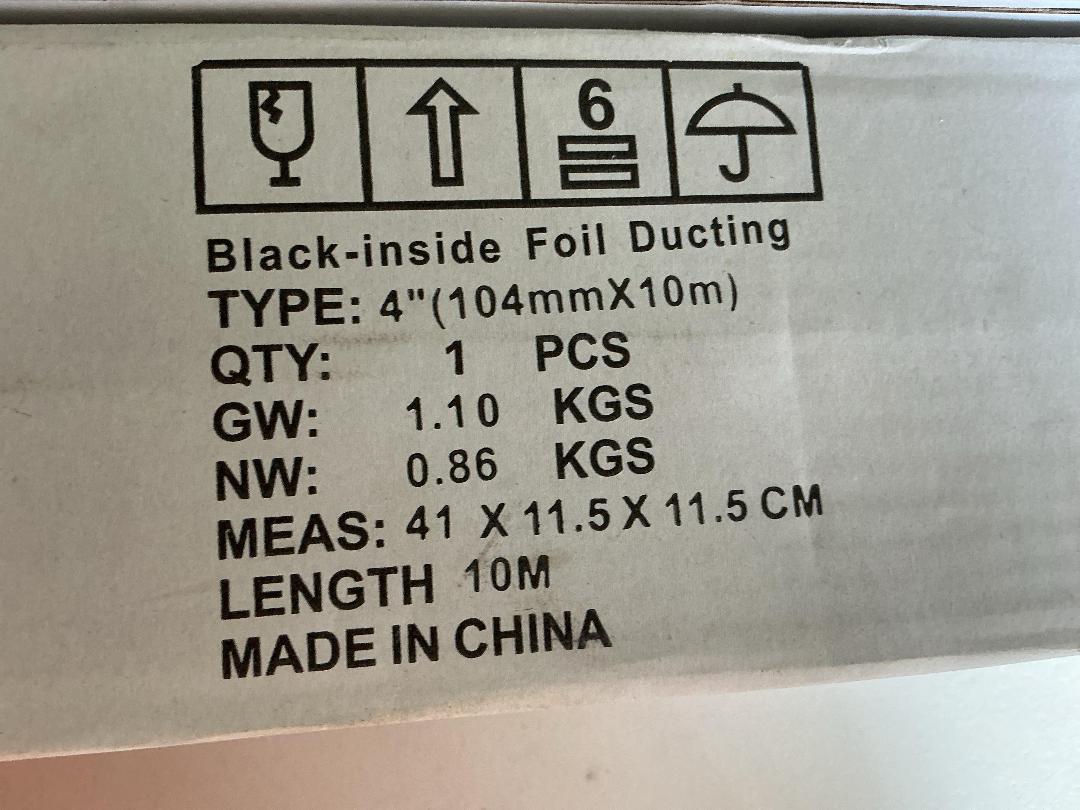 6
Black-inside Foil Ducting
TYPE: 4"(104mmX10m)
QTY: 1 PCS
GW: 1.10 KGS
NW: 0.86 KGS
MEAS: 41 X 11.5 X 11.5 CM
LENGTH 10M
MADE IN CHINA